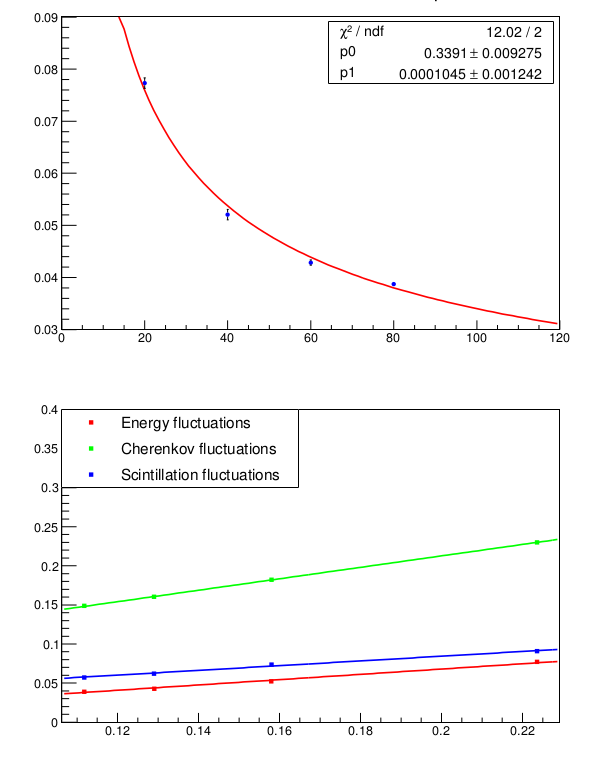 0.09
0.08
0.07
0.06
0.05
0.04
0.03
χ² / ndf 12.02 / 2
p0 0.3391 ± 0.009275
p1 0.0001045 ± 0.001242
0 20 40 60 80 100 120
0.4
0.35
0.3
0.25
0.2
0.15
0.1
0.05
0
Energy fluctuations
Cherenkov fluctuations
Scintillation fluctuations
0.12 0.14 0.16 0.18 0.2 0.22